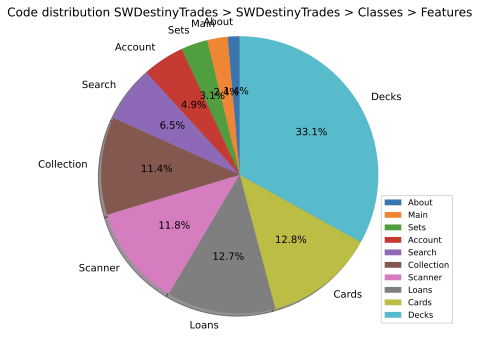 Code distribution SWDestinyTrades > SWDestinyTrades > Classes > Features
About
Main
Sets
Account
Search
Collection
Scanner
Loans
Cards
Decks
1.4%
3.1%
4.9%
6.5%
11.4%
11.8%
12.7%
12.8%
33.1%
About
Main
Sets
Account
Search
Collection
Scanner
Loans
Cards
Decks